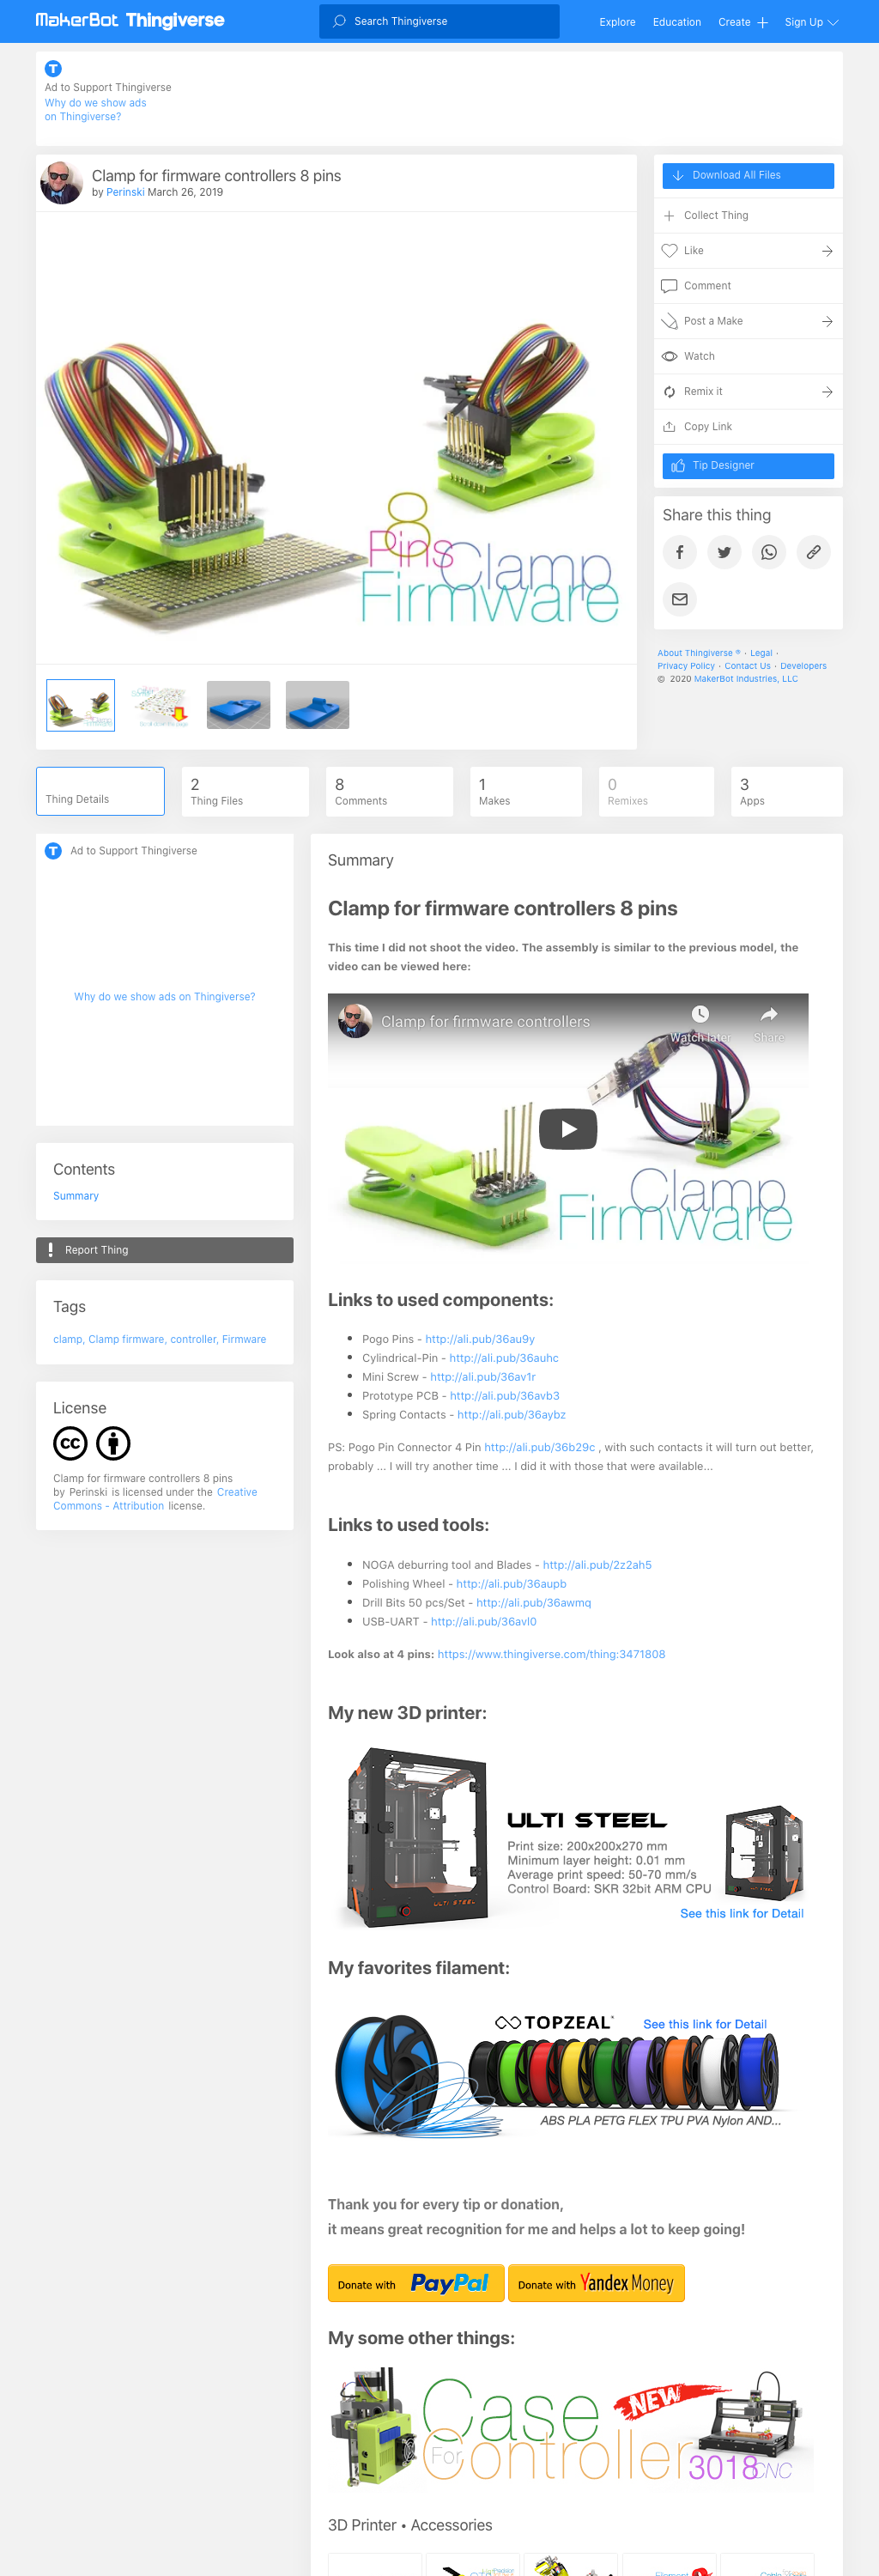 MakerBot Thingiverse
Search Thingiverse
Explore
Education
Create
Sign Up
Ad to Support Thingiverse
Why do we show ads
on Thingiverse?
Clamp for firmware controllers 8 pins
by Perinski March 26, 2019
8
Pins
Clamp
Firmware
Download All Files
Collect Thing
Like
Comment
Post a Make
Watch
Remix it
Copy Link
Tip Designer
Share this thing
About Thingiverse ® · Legal ·
Privacy Policy · Contact Us · Developers
© 2020 MakerBot Industries, LLC
Thing Details
2
Thing Files
8
Comments
1
Makes
0
Remixes
3
Apps
Ad to Support Thingiverse
Why do we show ads on Thingiverse?
Contents
Summary
Report Thing
Tags
clamp, Clamp firmware, controller, Firmware
License
Clamp for firmware controllers 8 pins
by Perinski is licensed under the Creative
Commons - Attribution license.
Summary
Clamp for firmware controllers 8 pins
This time I did not shoot the video. The assembly is similar to the previous model, the
video can be viewed here:
Clamp for firmware controllers
Watch later
Share
Clamp
Firmware
Links to used components:
Pogo Pins - http://ali.pub/36au9y
Cylindrical-Pin - http://ali.pub/36auhc
Mini Screw - http://ali.pub/36av1r
Prototype PCB - http://ali.pub/36avb3
Spring Contacts - http://ali.pub/36aybz
PS: Pogo Pin Connector 4 Pin http://ali.pub/36b29c , with such contacts it will turn out better,
probably ... I will try another time ... I did it with those that were available...
Links to used tools:
NOGA deburring tool and Blades - http://ali.pub/2z2ah5
Polishing Wheel - http://ali.pub/36aupb
Drill Bits 50 pcs/Set - http://ali.pub/36awmq
USB-UART - http://ali.pub/36avl0
Look also at 4 pins: https://www.thingiverse.com/thing:3471808
My new 3D printer:
ULTI STEEL
Print size: 200x200x270 mm
Minimum layer height: 0.01 mm
Average print speed: 50-70 mm/s
Control Board: SKR 32bit ARM CPU
ULTI STEEL
See this link for Detail
My favorites filament:
TOPZEAL
See this link for Detail
ABS PLA PETG FLEX TPU PVA Nylon AND...
Thank you for every tip or donation,
it means great recognition for me and helps a lot to keep going!
Donate with PayPal
Donate with Yandex Money
My some other things:
Case
NEW
For
Controller
3018 CNC
3D Printer • Accessories